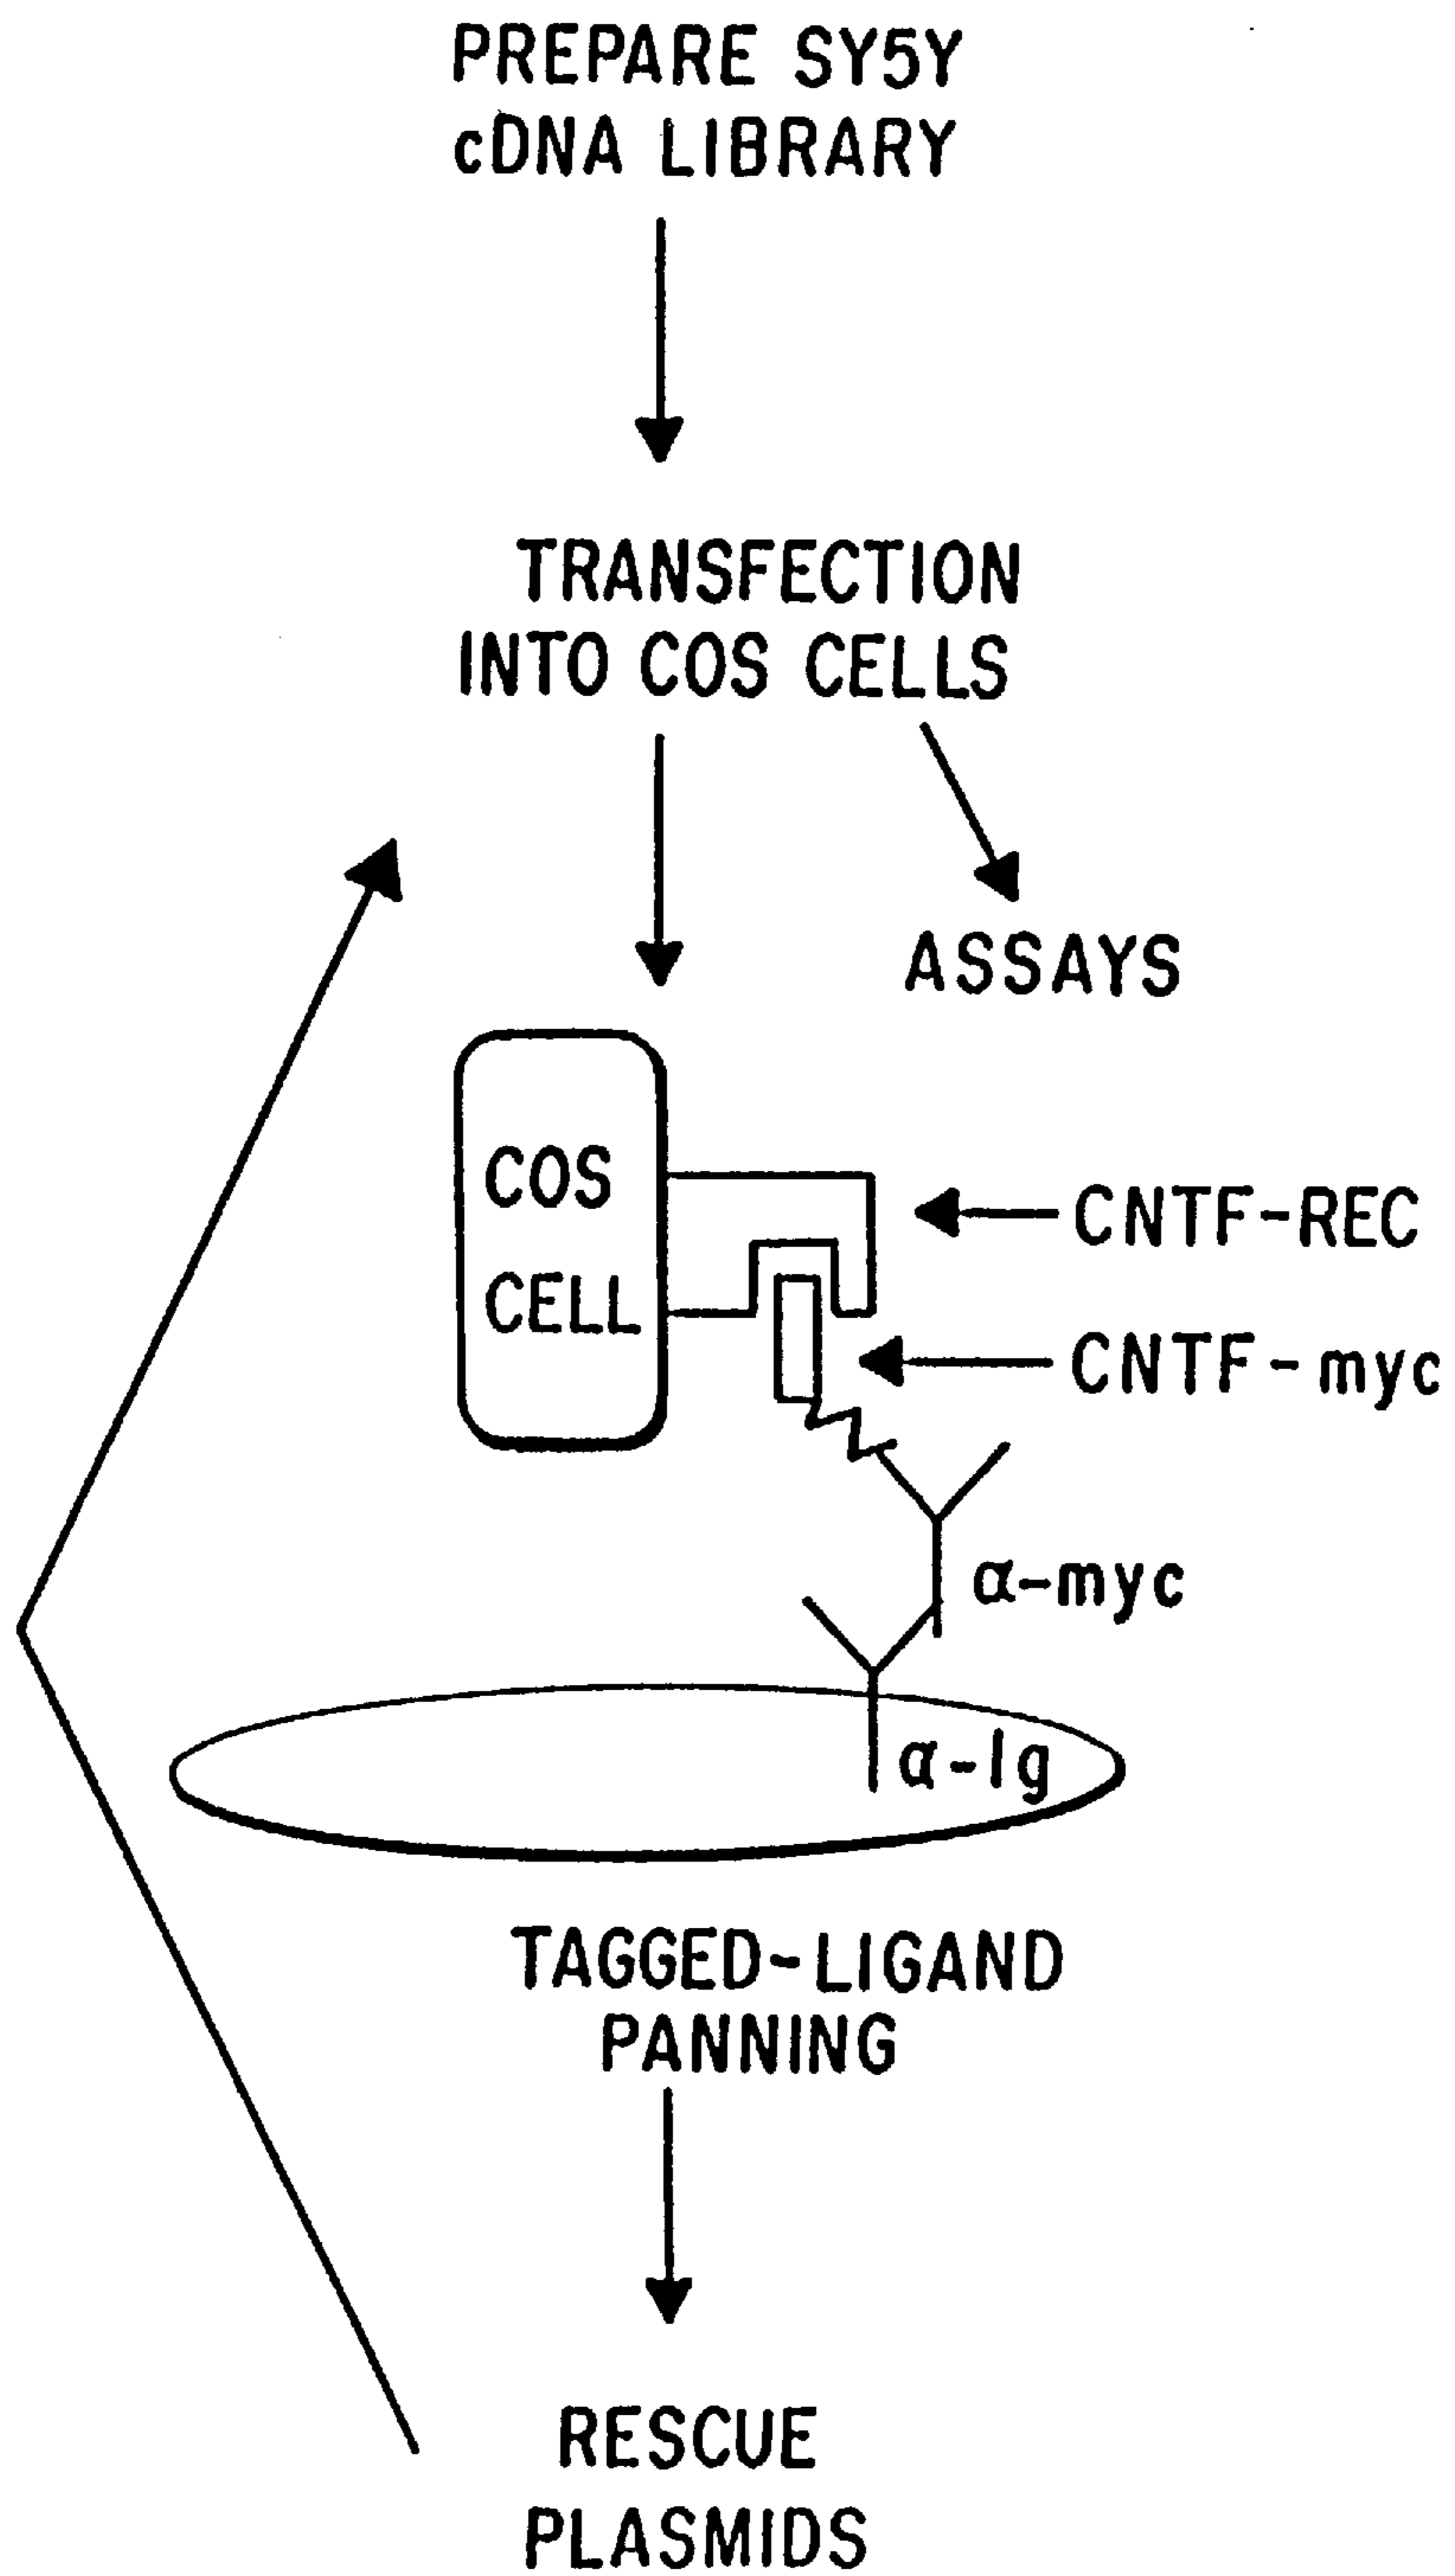 PREPARE SY5Y
cDNA LIBRARY
TRANSFECTION
INTO COS CELLS
ASSAYS
COS
CELL
CNTF-REC
CNTF-myc
α-myc
α-Ig
TAGGED-LIGAND
PANNING
RESCUE
PLASMIDS